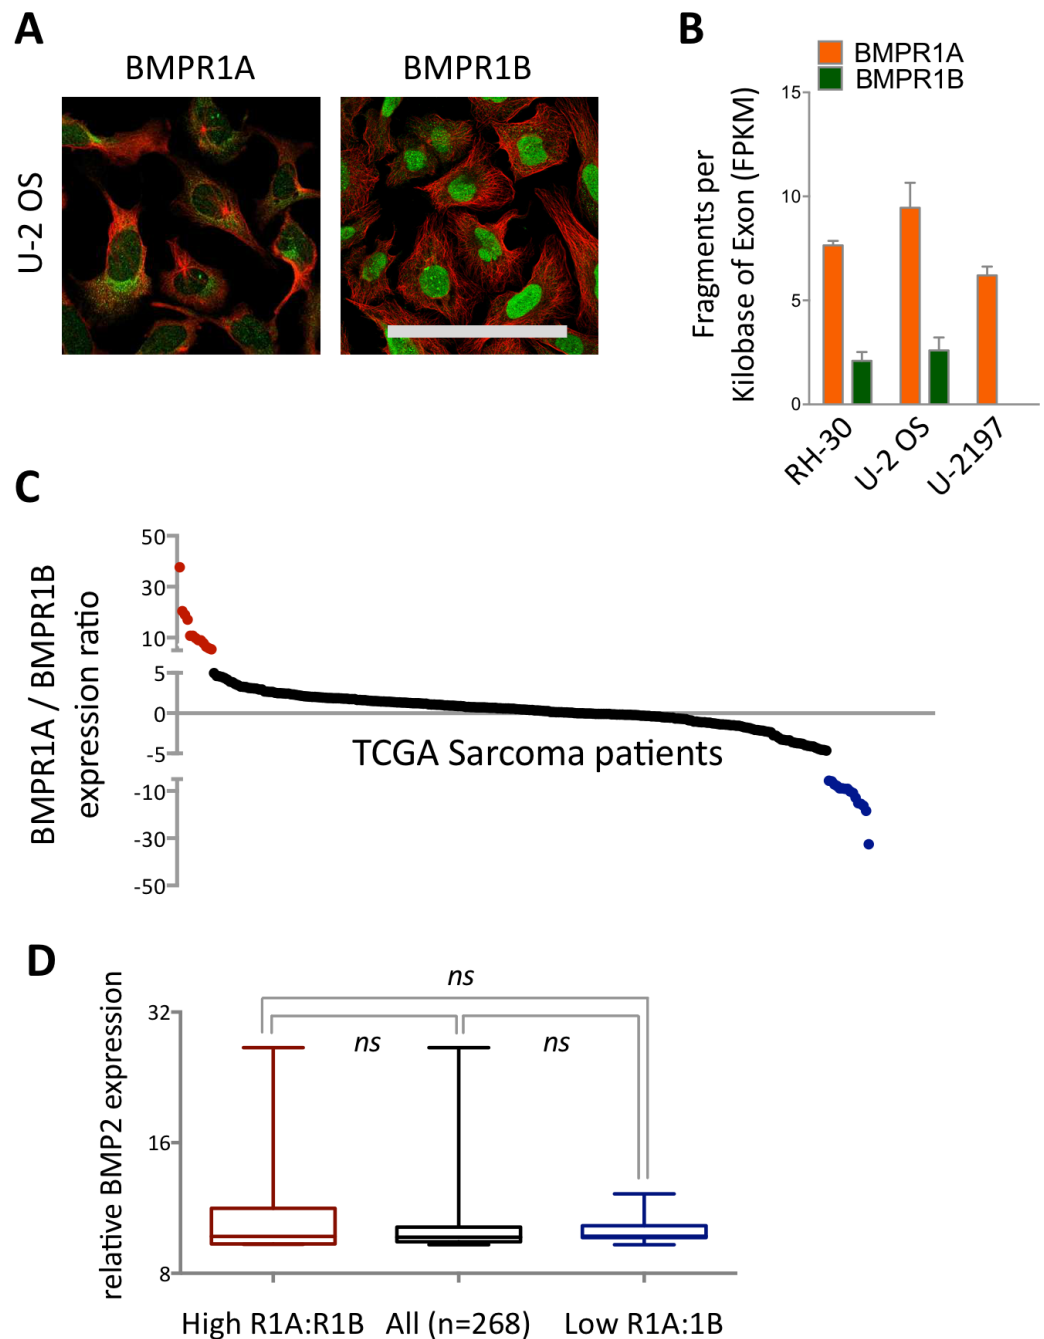 A
BMPR1A
BMPR1B
U-2 OS
B
BMPR1A
BMPR1B
Fragments per
Kilobase of Exon (FPKM)
15
10
5
0
RH-30
U-2 OS
U-2197
C
BMPR1A / BMPR1B
expression ratio
50
30
10
5
0
-5
-10
-30
-50
TCGA Sarcoma patients
D
relative BMP2 expression
32
16
8
ns
ns
ns
High R1A:R1B
All (n=268)
Low R1A:1B